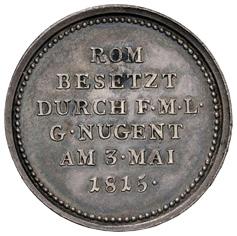 ROM
BESETZT
DURCH F·M·L·
G·NUGENT
AM 3·MAI
1815·